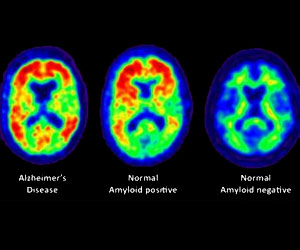 Alzheimer's
Disease
Normal
Amyloid positive
Normal
Amyloid negative